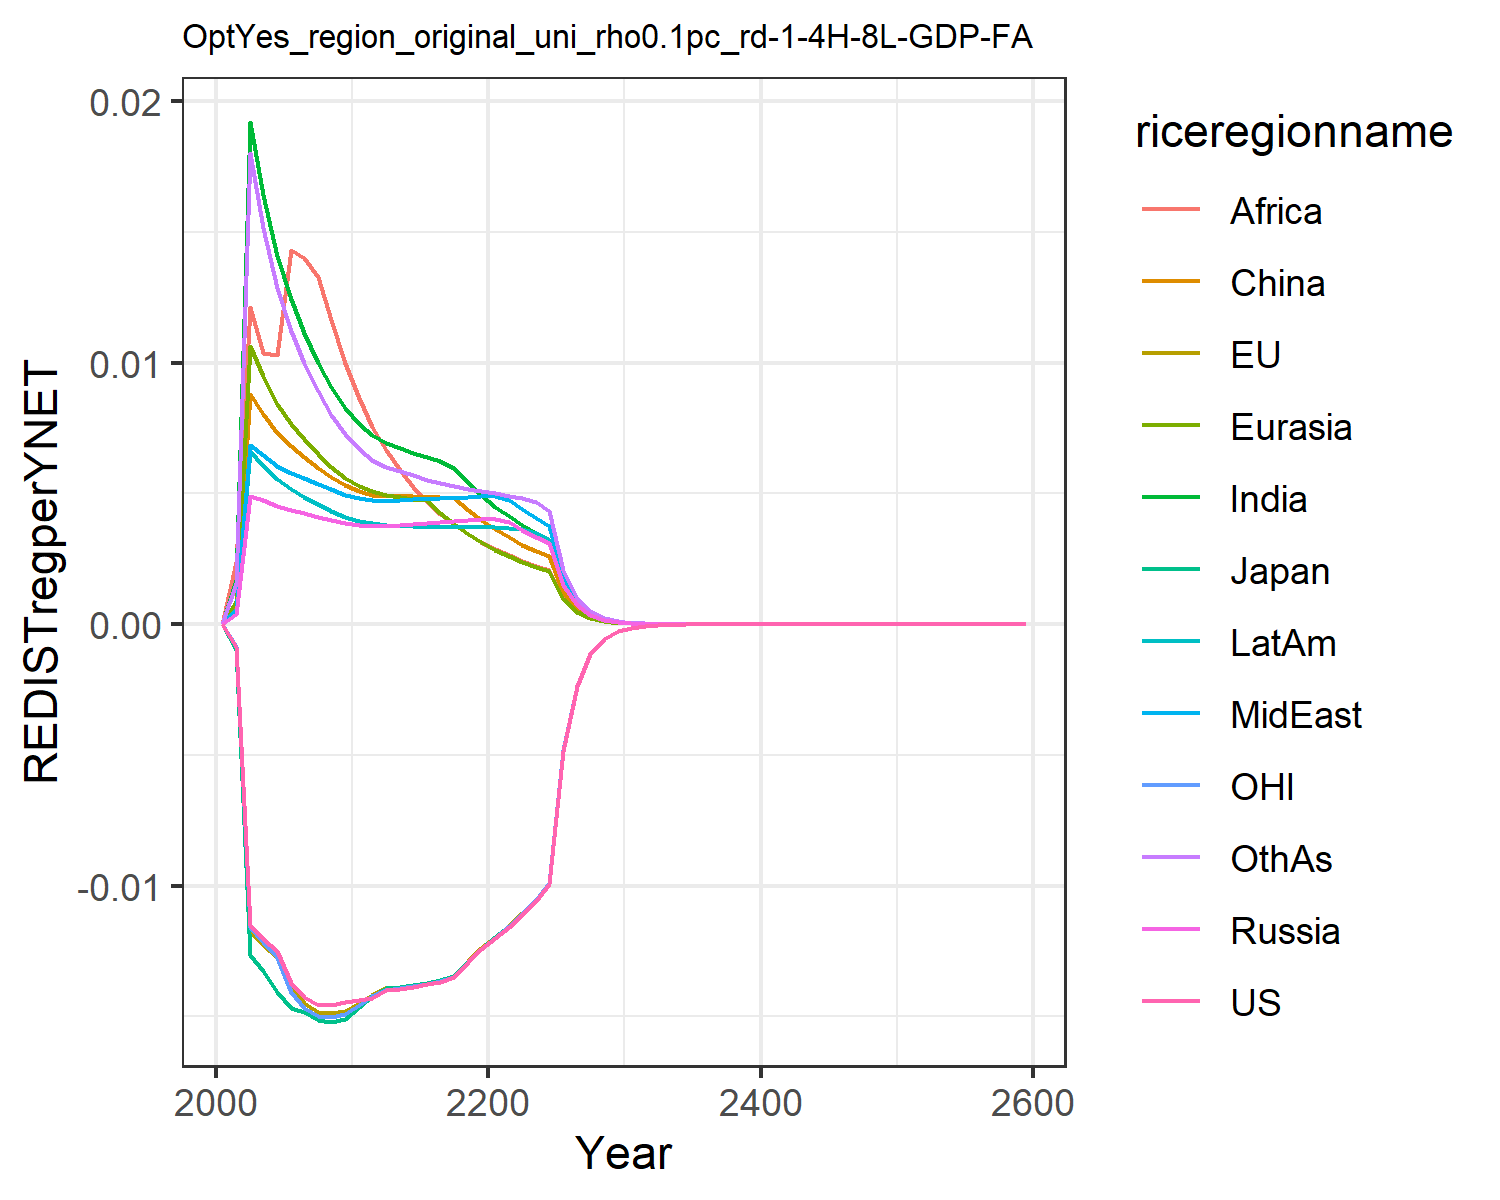 OptYes_region_original_uni_rho0.1pc_rd-1-4H-8L-GDP-FA
REDISTregperYNET
0.02
0.01
0.00
-0.01
2000 2200 2400 2600
Year
riceregionname
Africa
China
EU
Eurasia
India
Japan
LatAm
MidEast
OHI
OthAs
Russia
US